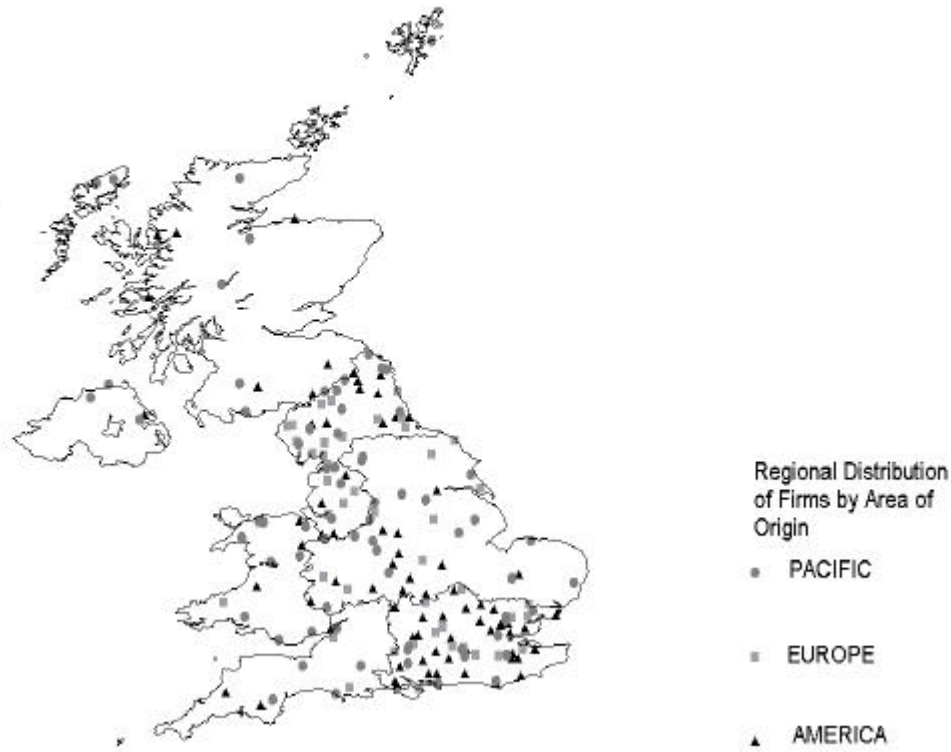 Regional Distribution
of Firms by Area of
Origin
PACIFIC
EUROPE
AMERICA